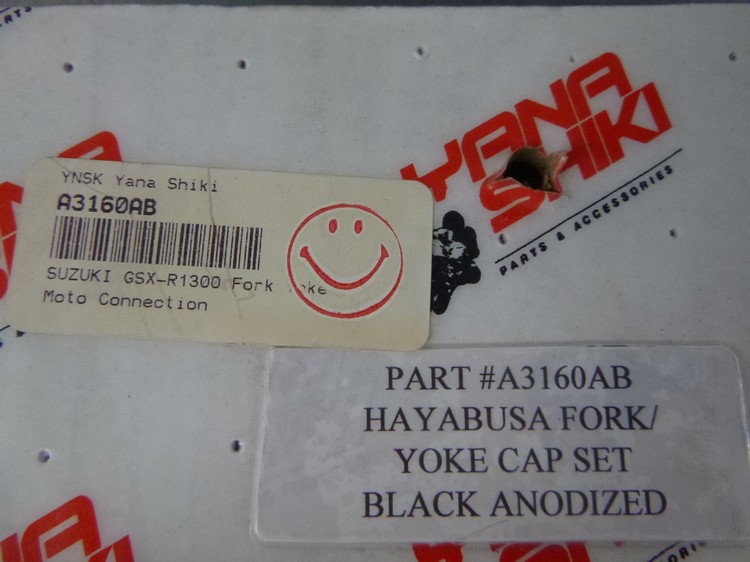 RTS
YANA
SHIKI
PARTS & ACCESSORIES
YNSK Yana Shiki
A3160AB
SUZUKI GSX-R1300 Fork
Moto Connection
PART #A3160AB
HAYABUSA FORK/
YOKE CAP SET
BLACK ANODIZED